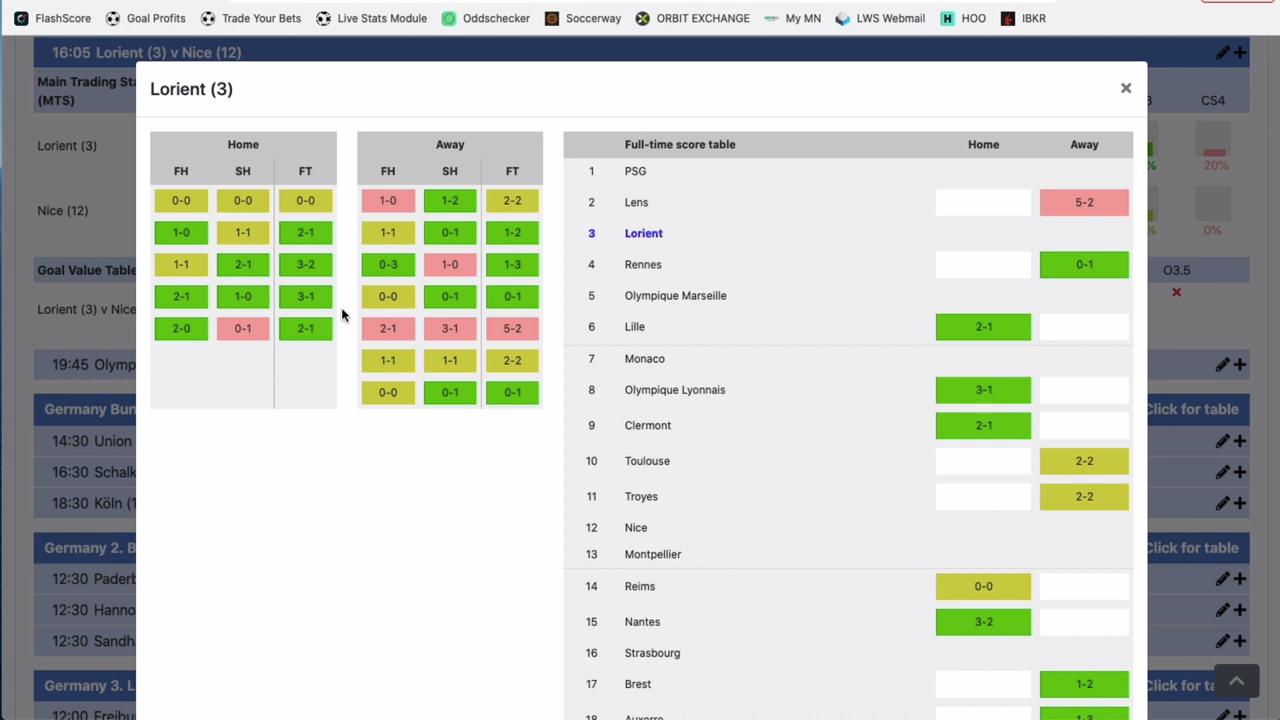 FlashScore Goal Profits Trade Your Bets Live Stats Module Oddschecker Soccerway ORBIT EXCHANGE My MN LWS Webmail HOO IBKR
16:05 Lorient (3) v Nice (12)
Main Trading Sta
(MTS)
CS4
Lorient (3)
20%
Nice (12)
0%
Goal Value Table
O3.5
Lorient (3) v Nice
19:45 Olymp
Germany Bun
Click for table
14:30 Union
16:30 Schalk
18:30 Köln (1
Germany 2. B
Click for table
12:30 Paderb
12:30 Hanno
12:30 Sandh
Germany 3. L
Click for ta
12:00 Freibur
Lorient (3)
×
Home
FH SH FT
0-0 0-0 0-0
1-0 1-1 2-1
1-1 2-1 3-2
2-1 1-0 3-1
2-0 0-1 2-1
Away
FH SH FT
1-0 1-2 2-2
1-1 0-1 1-2
0-3 1-0 1-3
0-0 0-1 0-1
2-1 3-1 5-2
1-1 1-1 2-2
0-0 0-1 0-1
Full-time score table Home Away
1 PSG
2 Lens 5-2
3 Lorient
4 Rennes 0-1
5 Olympique Marseille
6 Lille 2-1
7 Monaco
8 Olympique Lyonnais 3-1
9 Clermont 2-1
10 Toulouse 2-2
11 Troyes 2-2
12 Nice
13 Montpellier
14 Reims 0-0
15 Nantes 3-2
16 Strasbourg
17 Brest 1-2
18 Auxerre 1-3